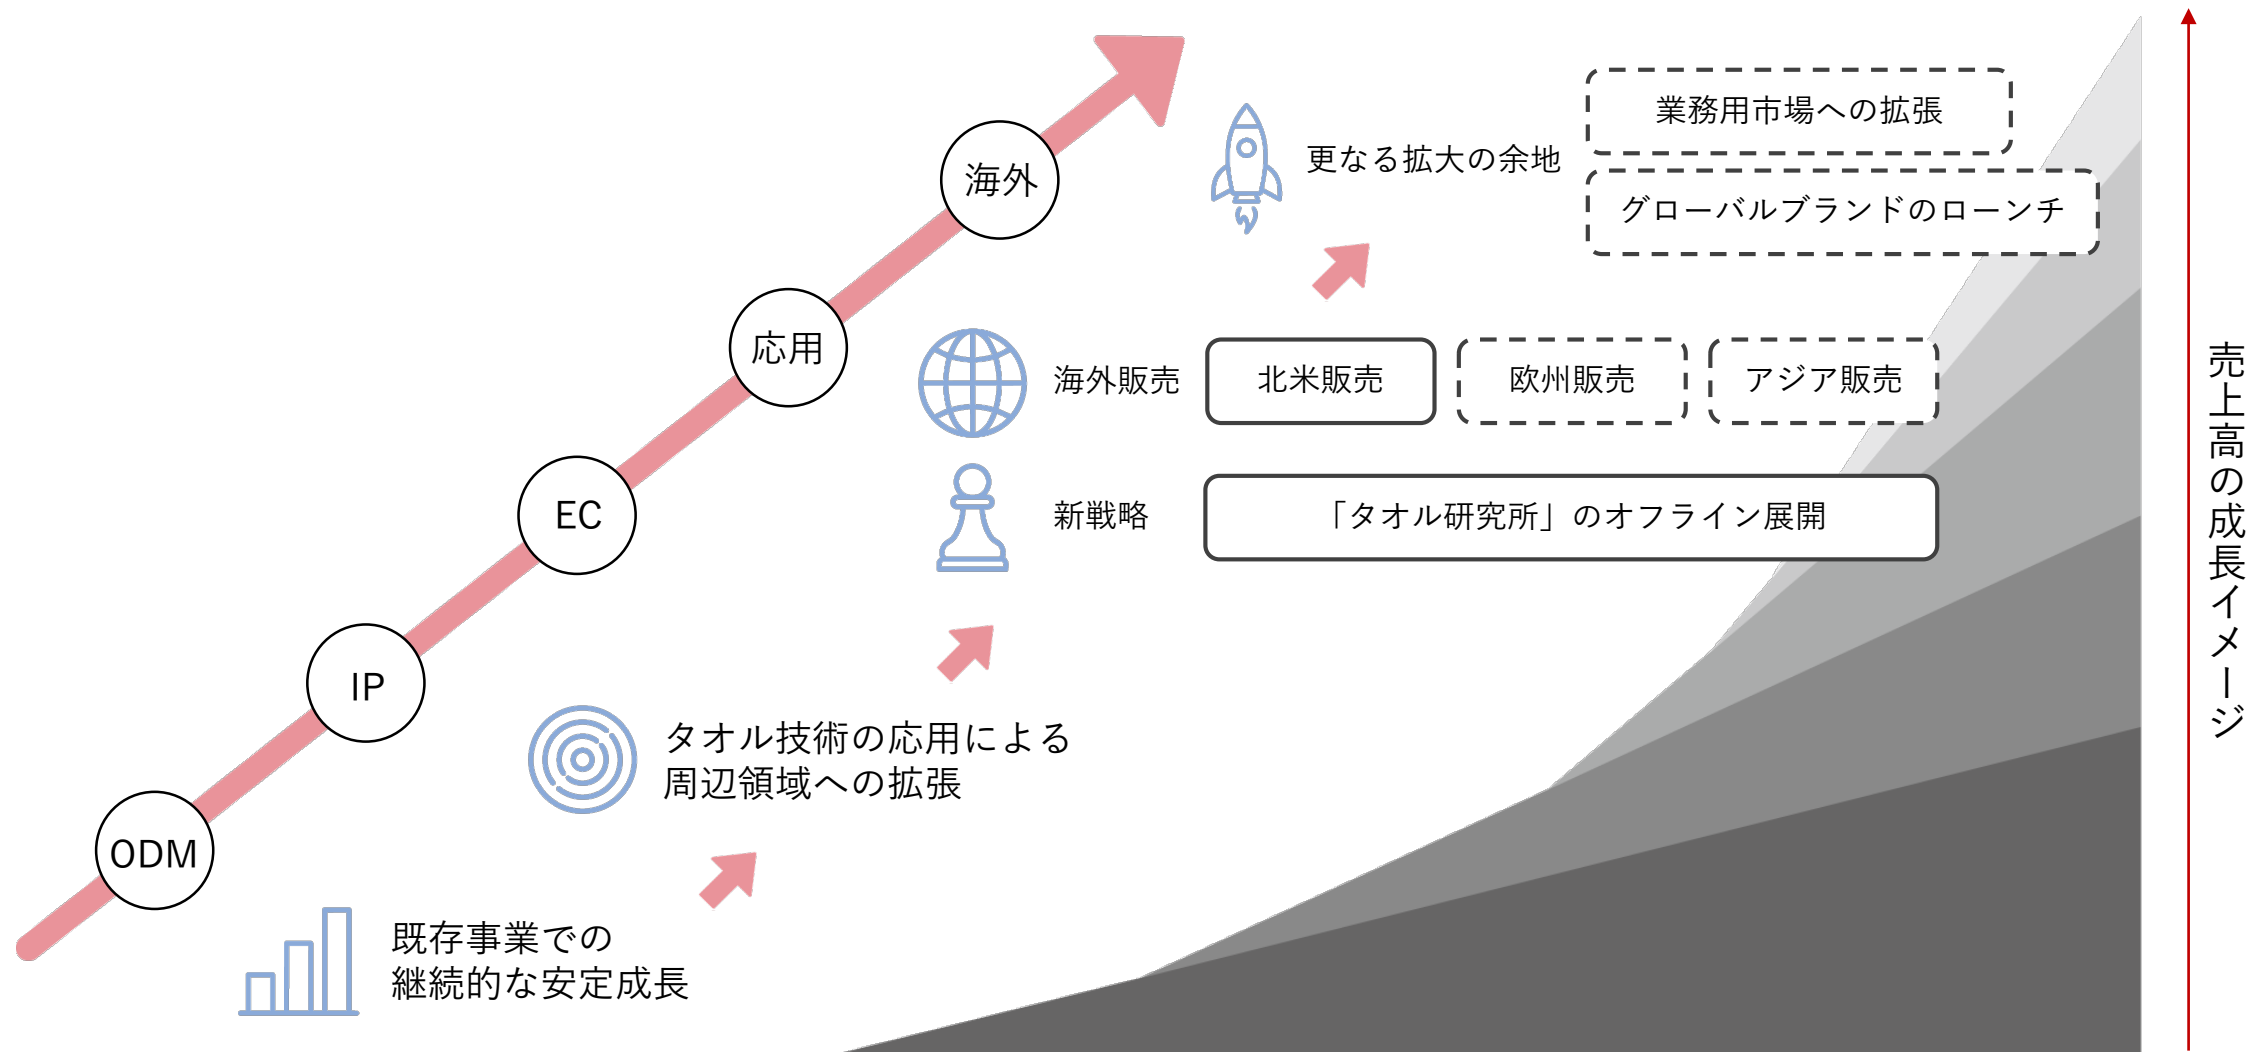 海外
応用
EC
IP
ODM
更なる拡大の余地
業務用市場への拡張
グローバルブランドのローンチ
海外販売
北米販売
欧州販売
アジア販売
新戦略
「タオル研究所」のオフライン展開
タオル技術の応用による
周辺領域への拡張
既存事業での
継続的な安定成長
売上高の成長イメージ